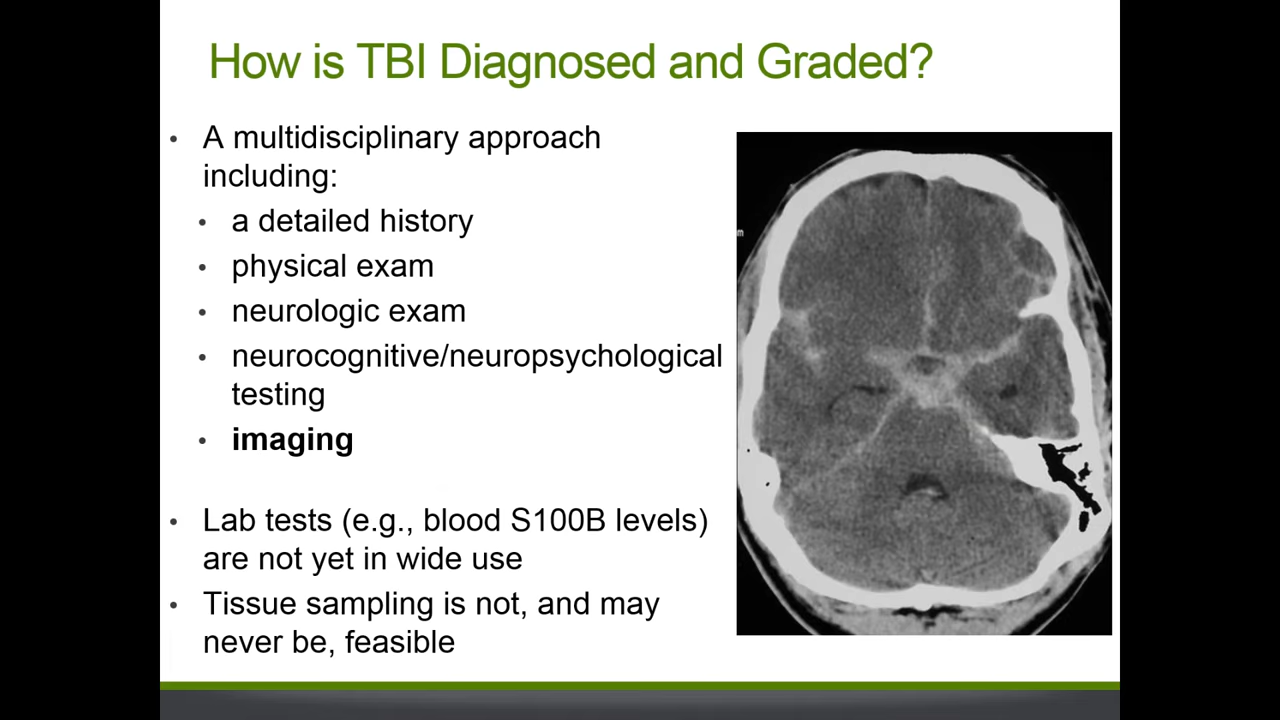 How is TBI Diagnosed and Graded?
• A multidisciplinary approach
including:
• a detailed history
• physical exam
• neurologic exam
• neurocognitive/neuropsychological
testing
• imaging
• Lab tests (e.g., blood S100B levels)
are not yet in wide use
• Tissue sampling is not, and may
never be, feasible